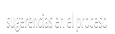 sugerencias en el proceso